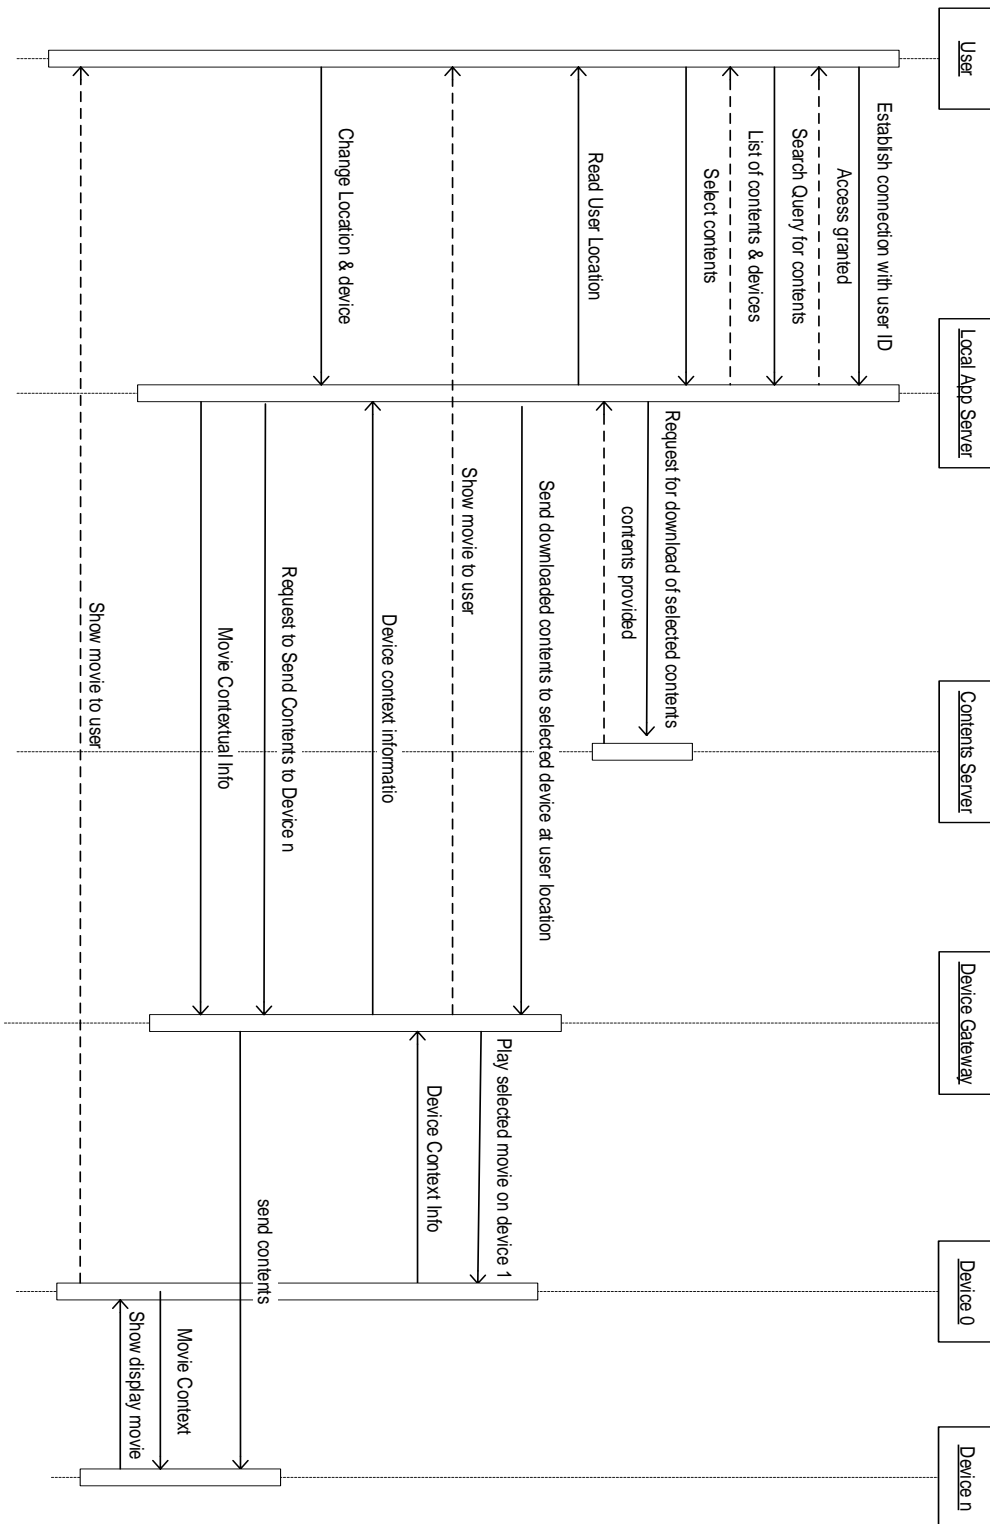 User
Local App Server
Contents Server
Device Gateway
Device 0
Device n
Establish connection with user ID
Access granted
Search Query for contents
List of contents & devices
Select contents
Request for download of selected contents
contents provided
Read User Location
Send downloaded contents to selected device at user location
Play selected movie on device 1
Show movie to user
Device Context Info
Device context informatio
Change Location & device
Request to Send Contents to Device n
send contents
Movie Contextual Info
Movie Context
Show display movie
Show movie to user